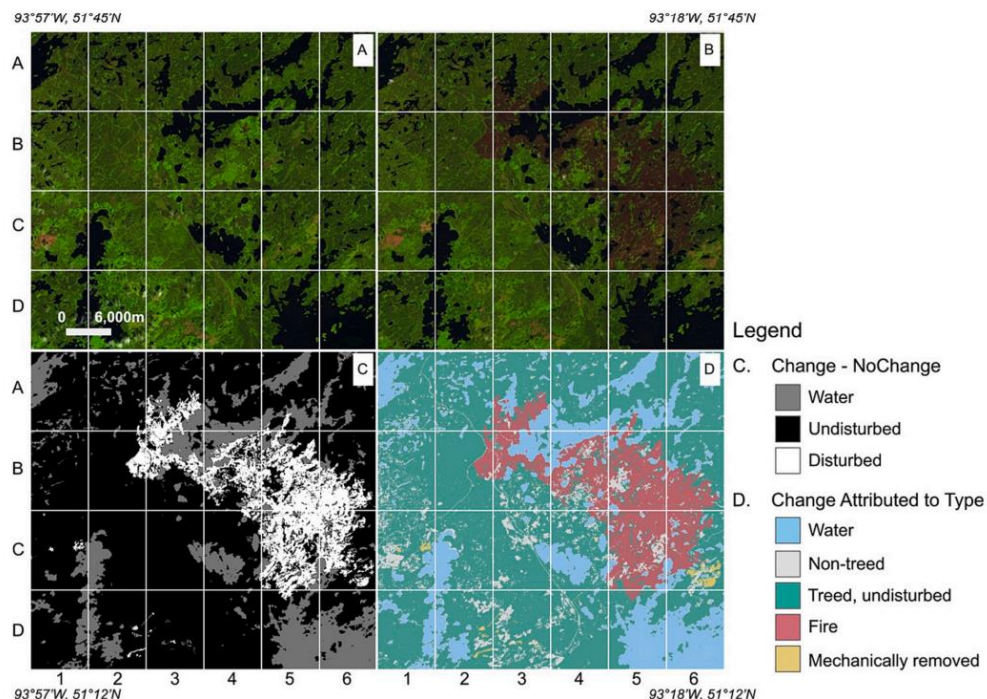 93°57'W, 51°45'N
93°18'W, 51°45'N
A
B
A
B
C
D
0 6,000m
C
D
A
B
C
D
1 2 3 4 5 6
1 2 3 4 5 6
93°57'W, 51°12'N
93°18'W, 51°12'N
Legend
C. Change - NoChange
Water
Undisturbed
Disturbed
D. Change Attributed to Type
Water
Non-treed
Treed, undisturbed
Fire
Mechanically removed